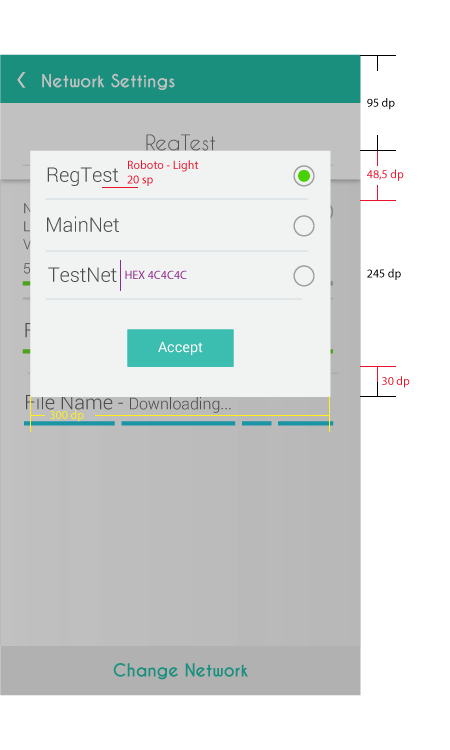 Network Settings
95 dp
RegTest
RegTest
Roboto - Light
20 sp
48,5 dp
N
L
V
MainNet
5
TestNet
HEX 4C4C4C
245 dp
F
Accept
30 dp
File Name - Downloading...
300 dp
Change Network